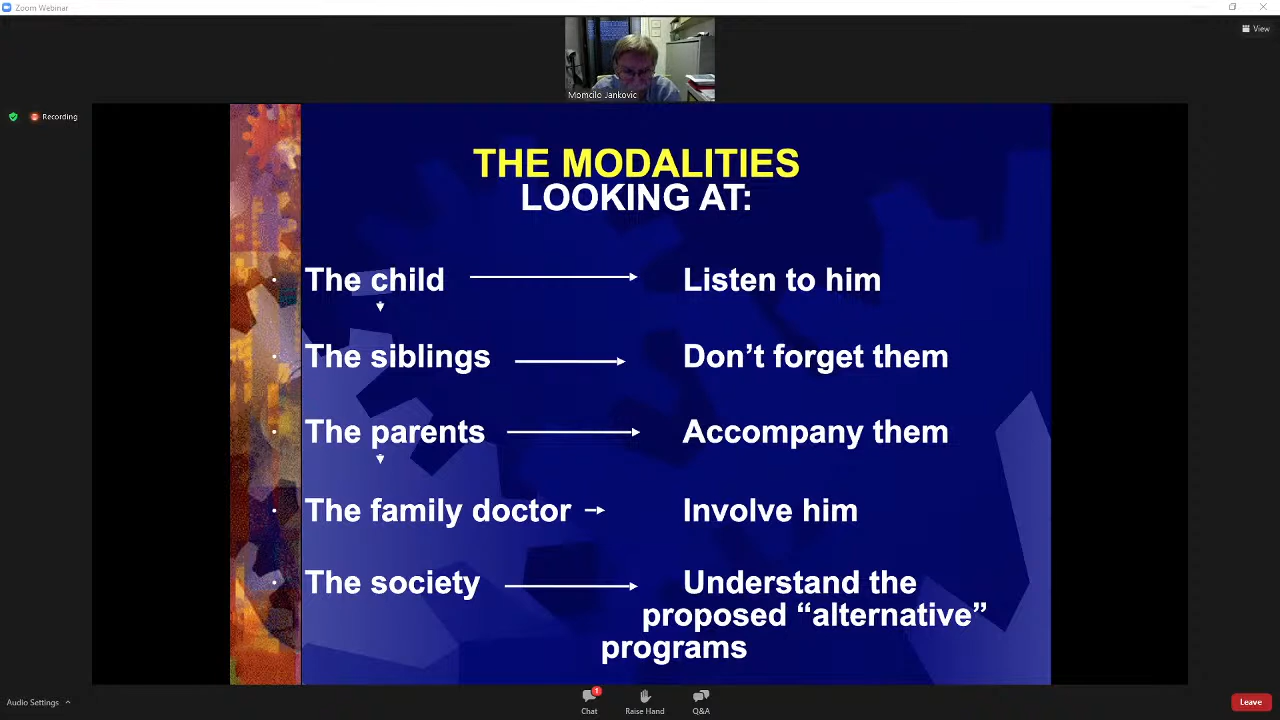 Zoom Webinar
View
Momcilo Jankovic
Recording
THE MODALITIES
LOOKING AT:
The child
Listen to him
The siblings
Don’t forget them
The parents
Accompany them
The family doctor
Involve him
The society
Understand the
proposed “alternative”
programs
Audio Settings
1
Chat
Raise Hand
Q&A
Leave